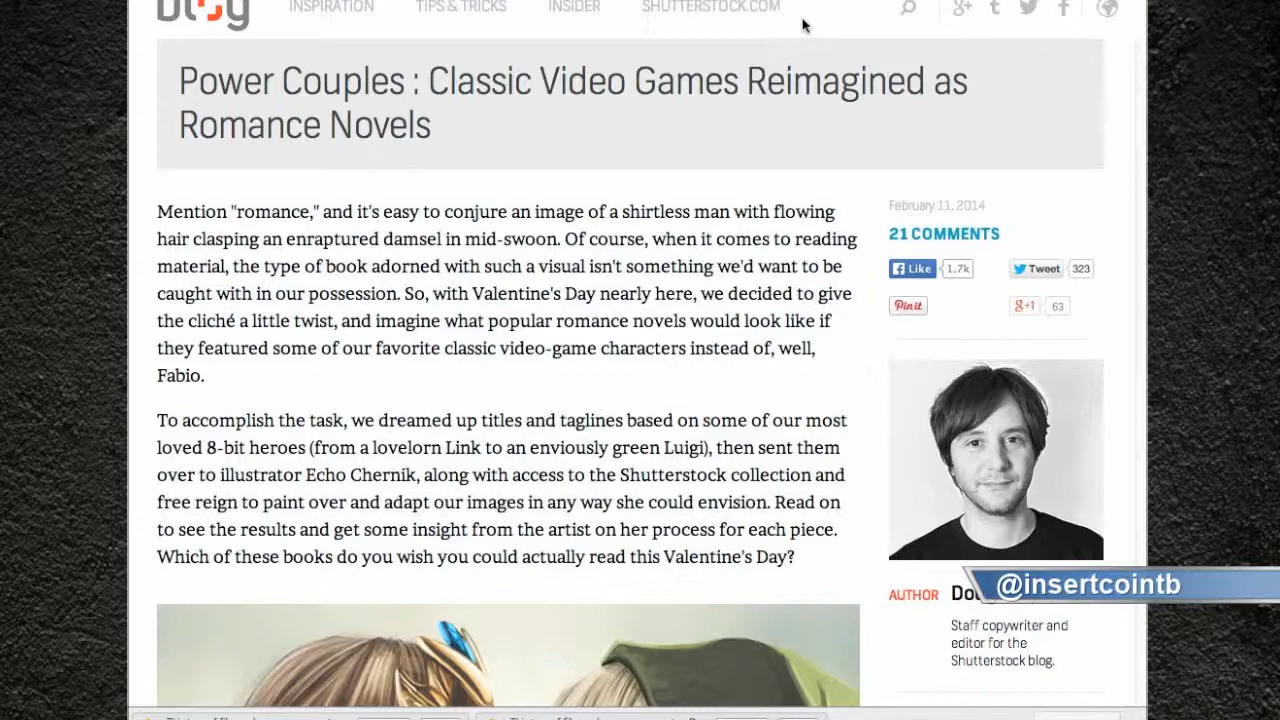 blog
INSPIRATION
TIPS & TRICKS
INSIDER
SHUTTERSTOCK.COM
Power Couples : Classic Video Games Reimagined as
Romance Novels
Mention "romance," and it's easy to conjure an image of a shirtless man with flowing
hair clasping an enraptured damsel in mid-swoon. Of course, when it comes to reading
material, the type of book adorned with such a visual isn't something we'd want to be
caught with in our possession. So, with Valentine's Day nearly here, we decided to give
the cliché a little twist, and imagine what popular romance novels would look like if
they featured some of our favorite classic video-game characters instead of, well,
Fabio.
To accomplish the task, we dreamed up titles and taglines based on some of our most
loved 8-bit heroes (from a lovelorn Link to an enviously green Luigi), then sent them
over to illustrator Echo Chernik, along with access to the Shutterstock collection and
free reign to paint over and adapt our images in any way she could envision. Read on
to see the results and get some insight from the artist on her process for each piece.
Which of these books do you wish you could actually read this Valentine's Day?
February 11, 2014
21 COMMENTS
Like 1.7k
Tweet 323
Pin it
g+1 63
@insertcointb
AUTHOR
Staff copywriter and
editor for the
Shutterstock blog.